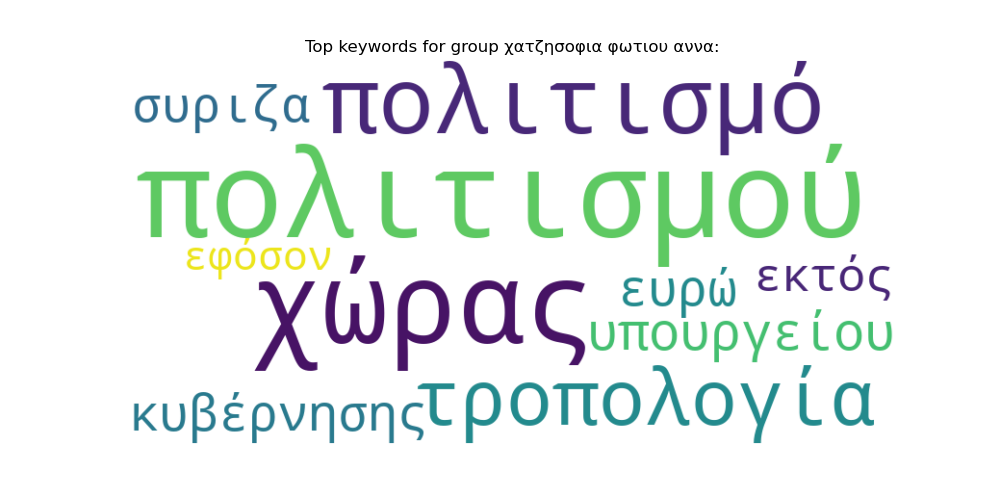 Top keywords for group χατζησοφια φωτιου αννα:
συριζα πολιτισμό
πολιτισμού
εφόσον
χώρας
ευρώ εκτός
υπουργείου
κυβέρνησης τροπολογία